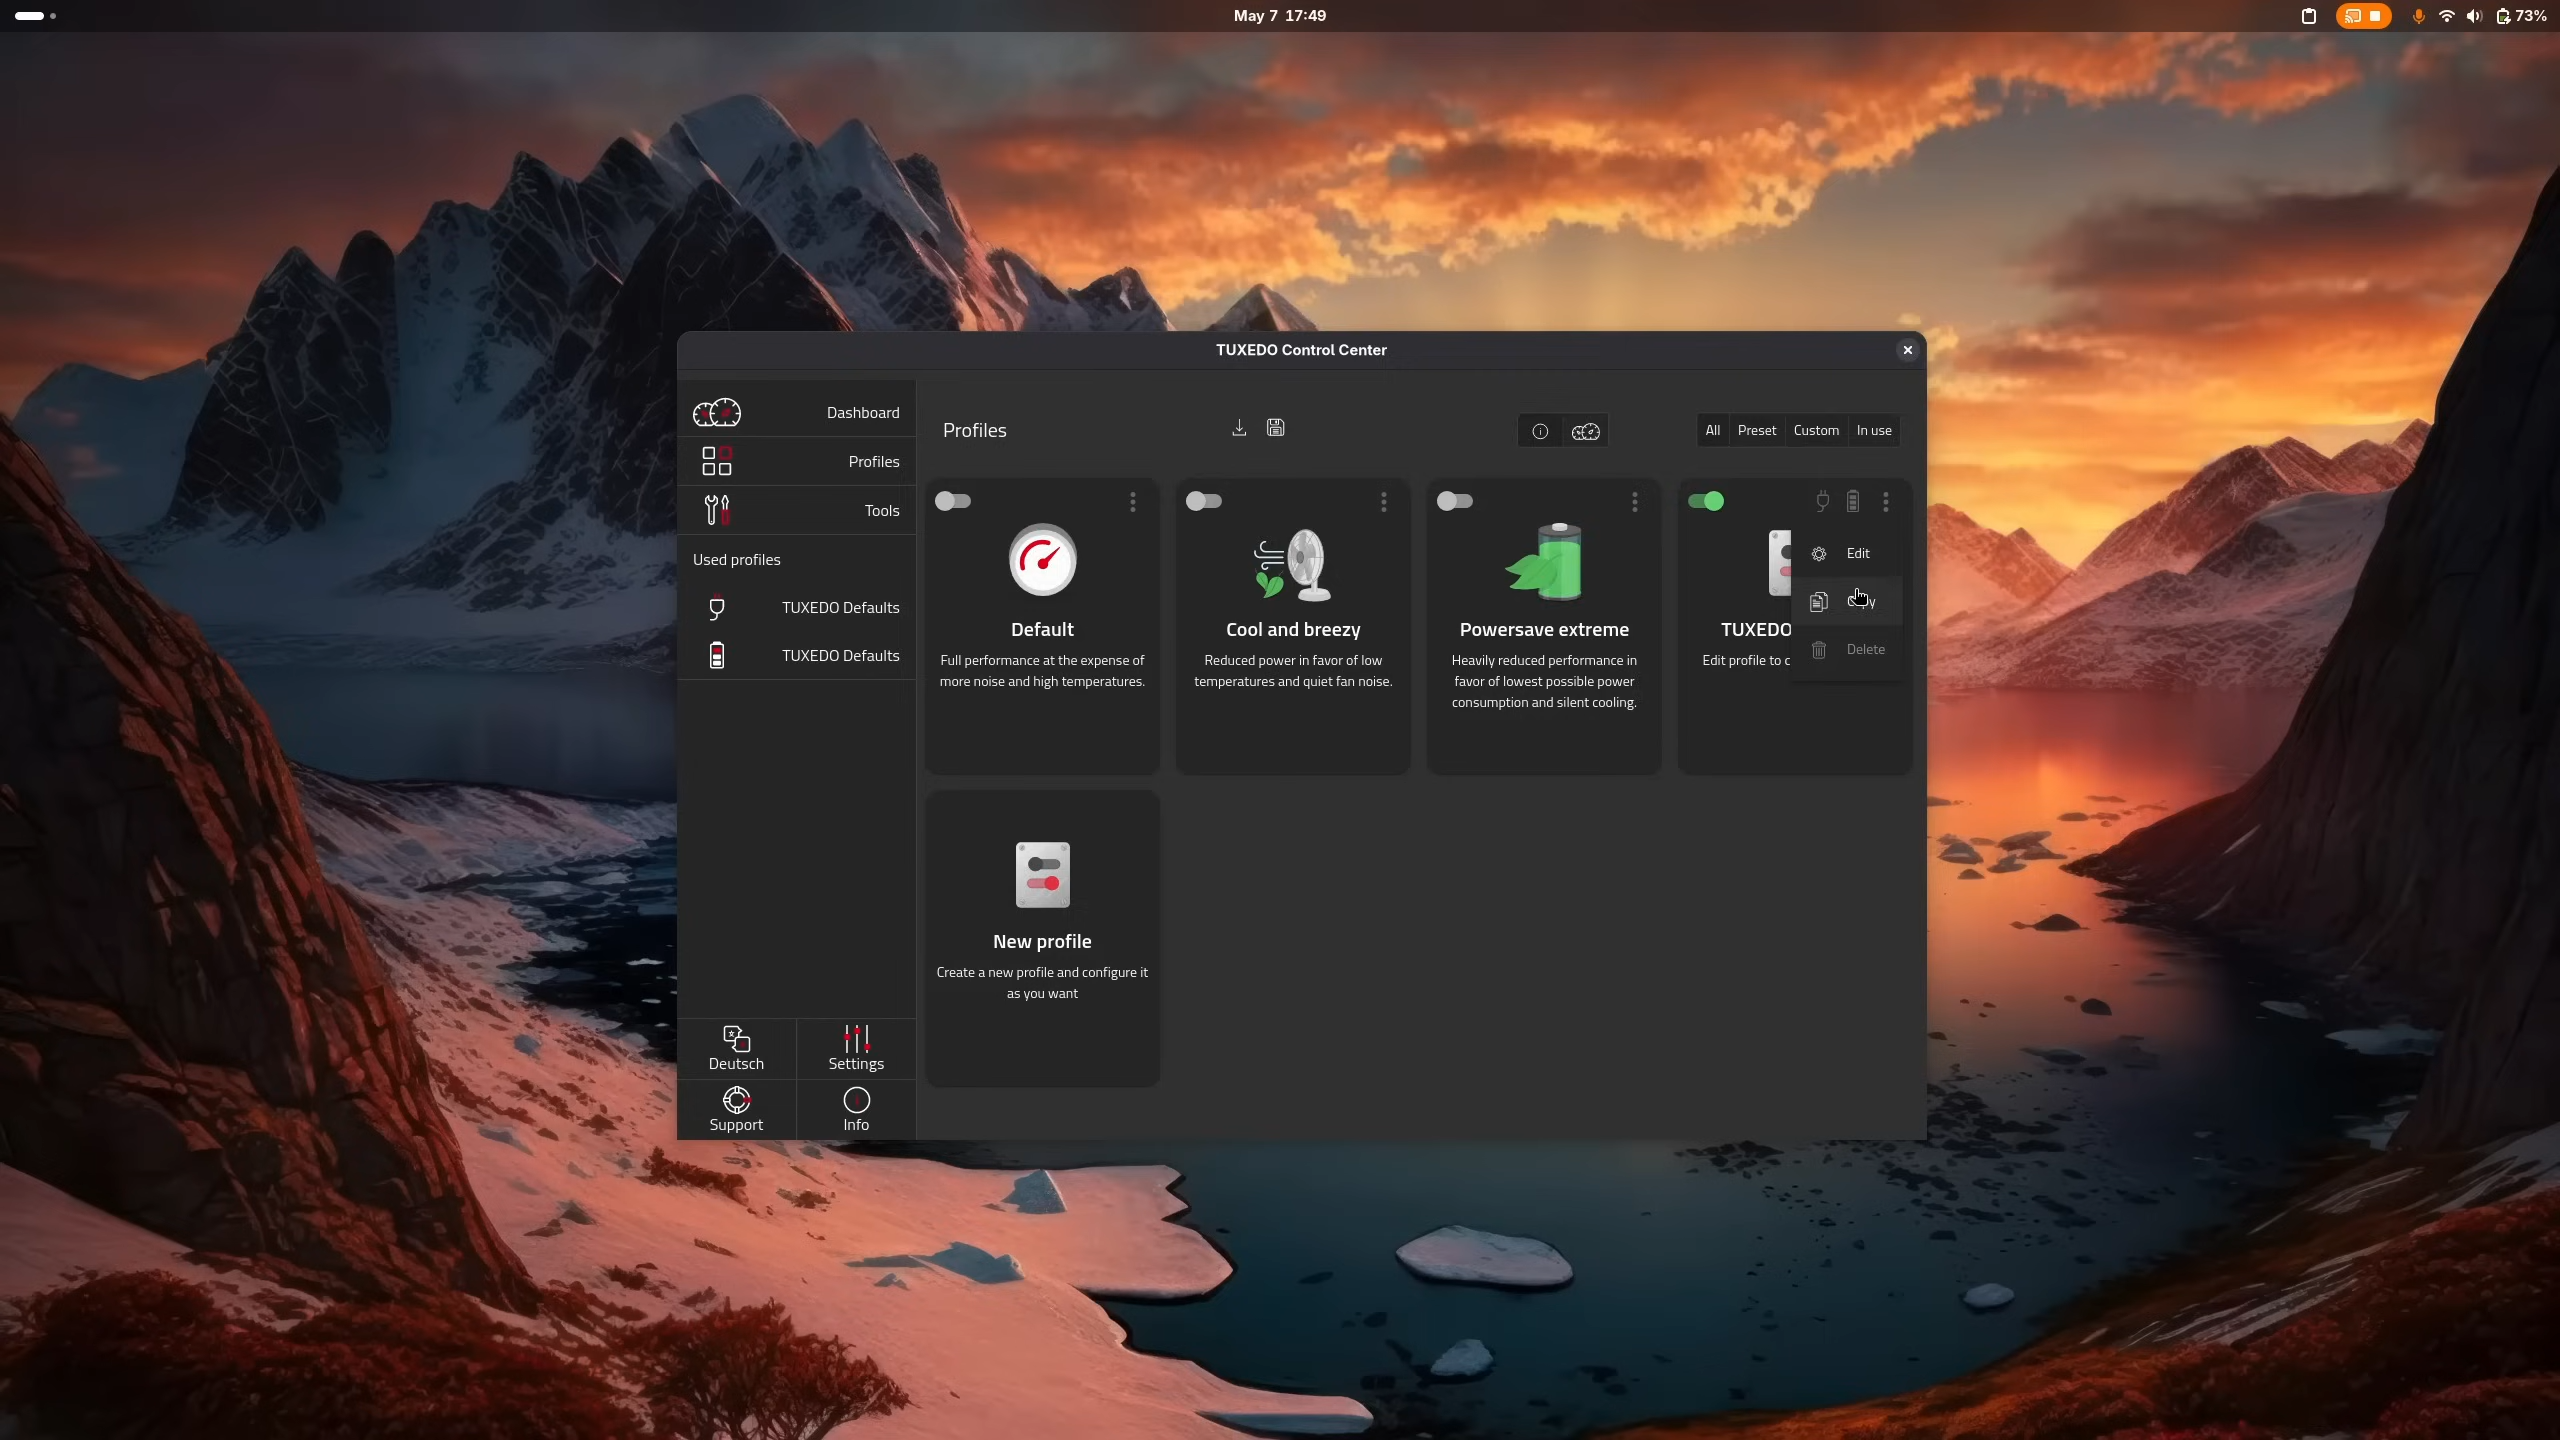 May 7 17:49
73%
TUXEDO Control Center
Dashboard
Profiles
Tools
Used profiles
TUXEDO Defaults
TUXEDO Defaults
Deutsch
Settings
Support
Info
Profiles
All
Preset
Custom
In use
Default
Full performance at the expense of
more noise and high temperatures.
Cool and breezy
Reduced power in favor of low
temperatures and quiet fan noise.
Powersave extreme
Heavily reduced performance in
favor of lowest possible power
consumption and silent cooling.
TUXEDO
Edit profile to
Edit
Delete
New profile
Create a new profile and configure it
as you want